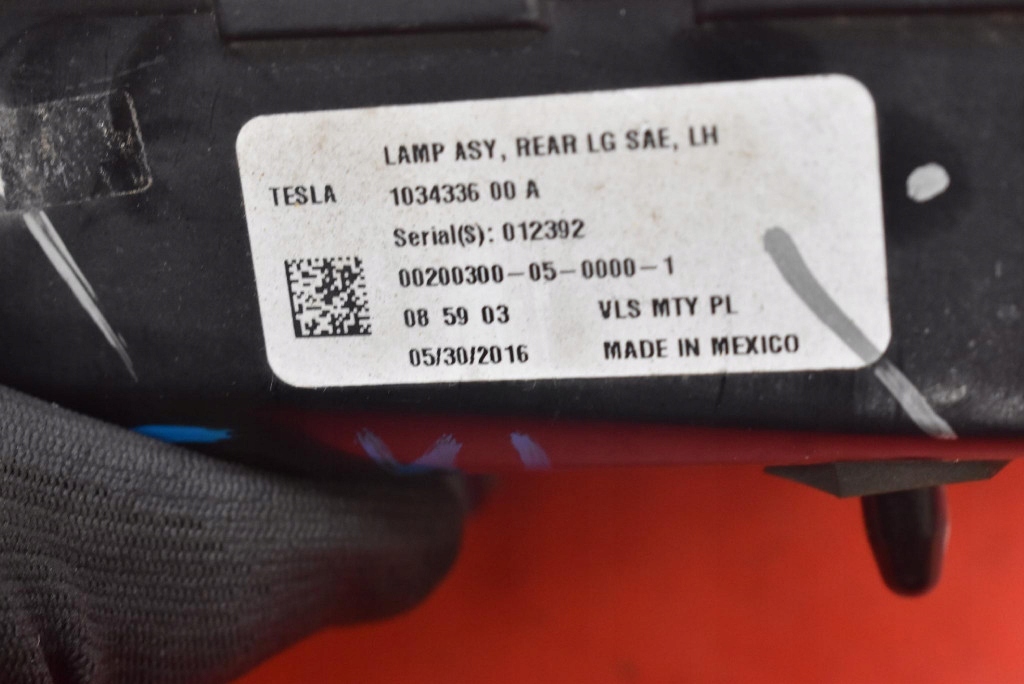 LAMP ASY, REAR LG SAE, LH
TESLA 1034336 00 A
Serial(S): 012392
00200300-05-0000-1
08 59 03 VLS MTY PL
05/30/2016 MADE IN MEXICO